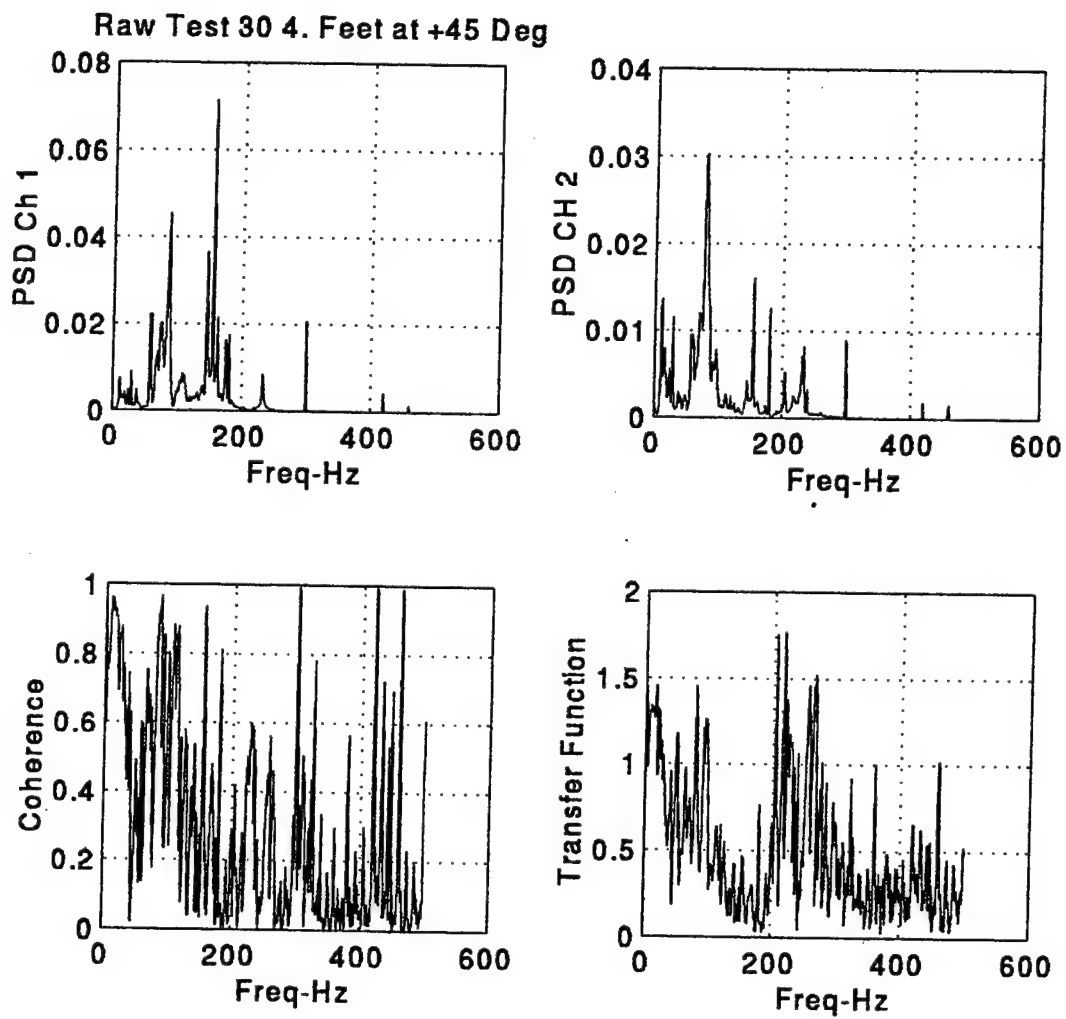 Raw Test 30 4. Feet at +45 Deg
0.08
0.06
0.04
0.02
0
PSD Ch 1
0 200 400 600
Freq-Hz
0.04
0.03
0.02
0.01
0
PSD CH 2
0 200 400 600
Freq-Hz
1
0.8
0.6
0.4
0.2
0
Coherence
0 200 400 600
Freq-Hz
2
1.5
1
0.5
0
Transfer Function
0 200 400 600
Freq-Hz